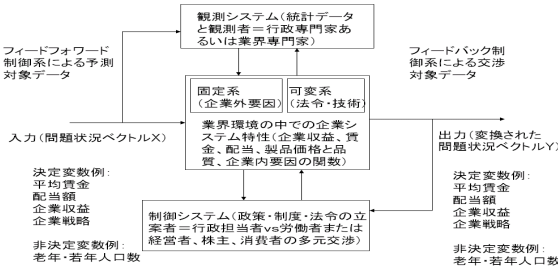 観測システム(統計データ
と観測者＝行政専門家あ
るいは業界専門家)
フィードフォワード
制御系による予測
対象データ
フィードバック制
御系による交渉
対象データ
固定系
(企業外要因)
可変系
(法令・技術)
業界環境の中での企業シ
ステム特性(企業収益、賃
金、配当、製品価格と品
質、企業内要因の関数)
入力(問題状況ベクトルX)
出力(変換された
問題状況ベクトルY)
決定変数例:
平均賃金
配当額
企業収益
企業戦略
非決定変数例:
老年・若年人口数
制御システム(政策・制度・法令の立
案者＝行政担当者vs労働者または
経営者、株主、消費者の多元交渉)
決定変数例:
平均賃金
配当額
企業収益
企業戦略
非決定変数例:
老年・若年人口数